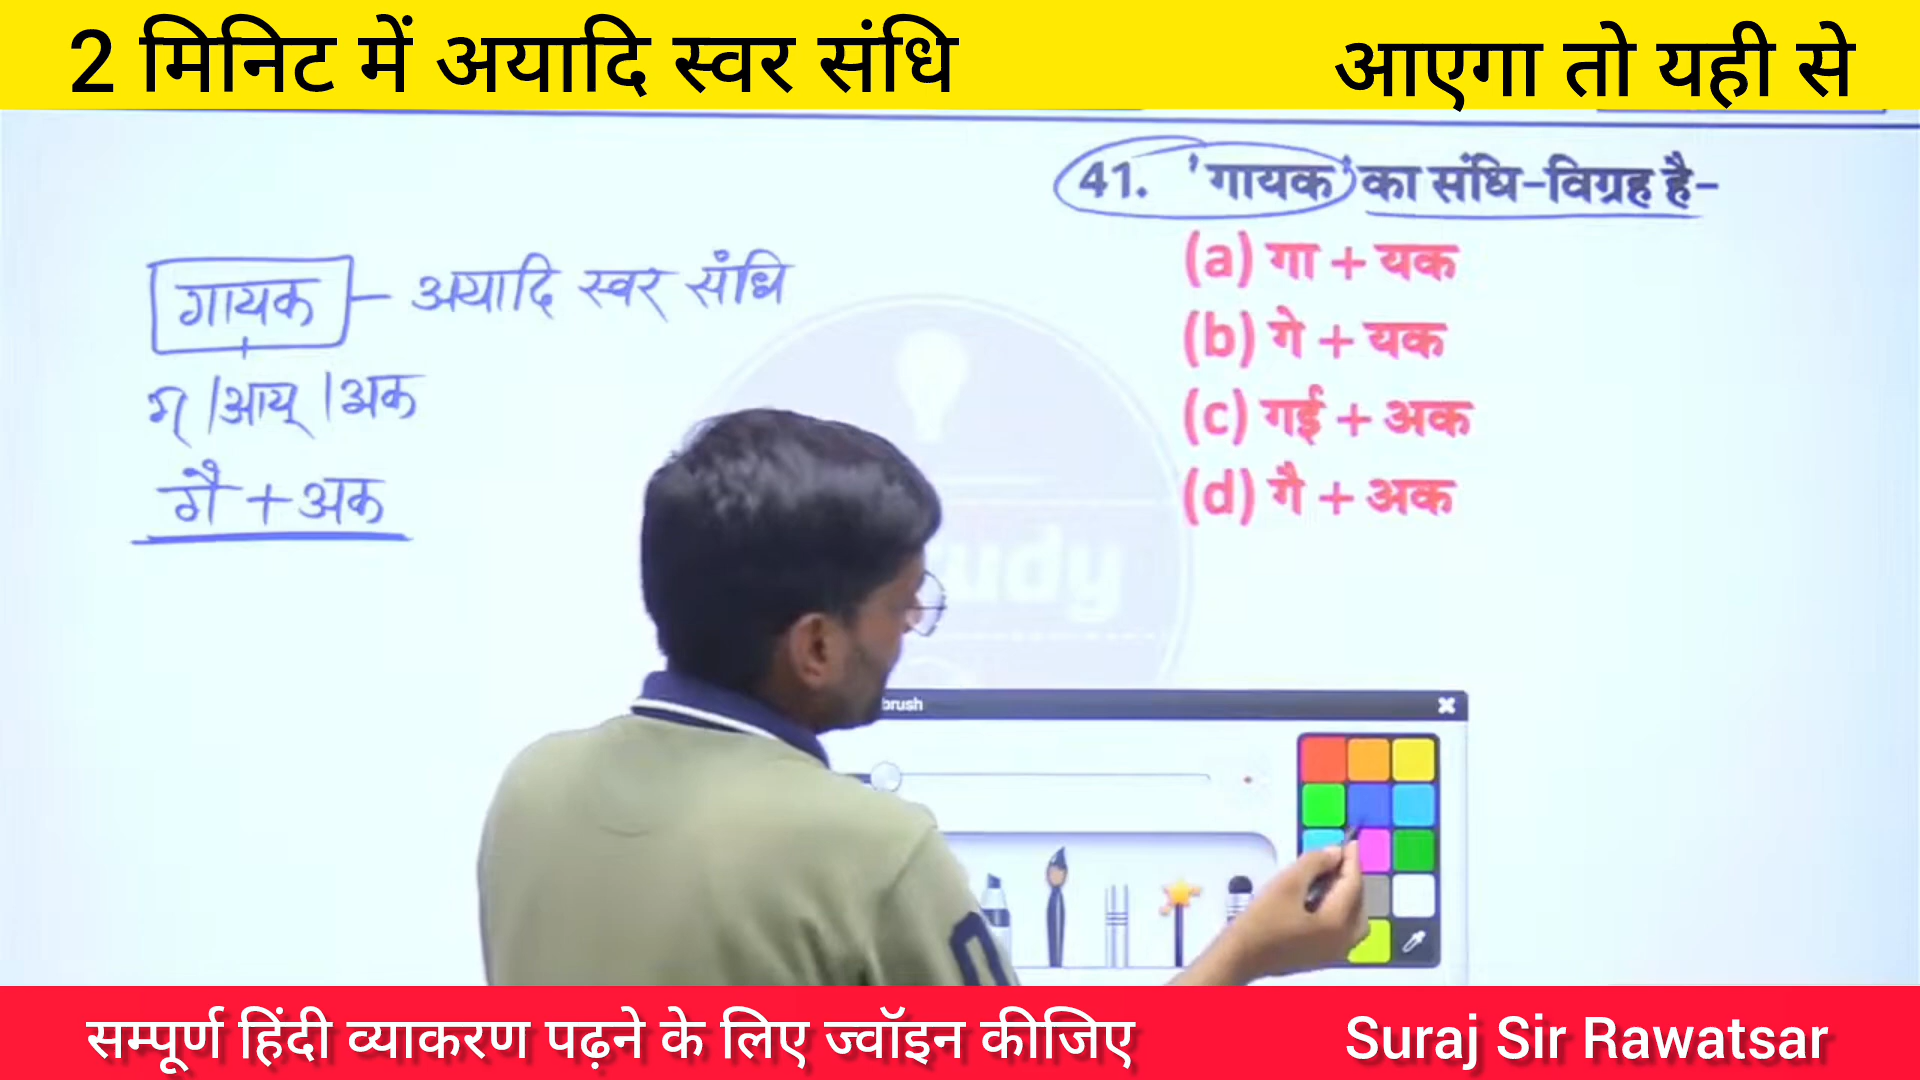 2 मिनिट में अयादि स्वर संधि
आएगा तो यही से
41. 'गायक' का संधि-विग्रह है-
(a) गा + यक
(b) गे + यक
(c) गई + अक
(d) गै + अक
गायक - अयादि स्वर संधि
ग् | आय् | अक
गै + अक
brush
सम्पूर्ण हिंदी व्याकरण पढ़ने के लिए ज्वॉइन कीजिए
Suraj Sir Rawatsar